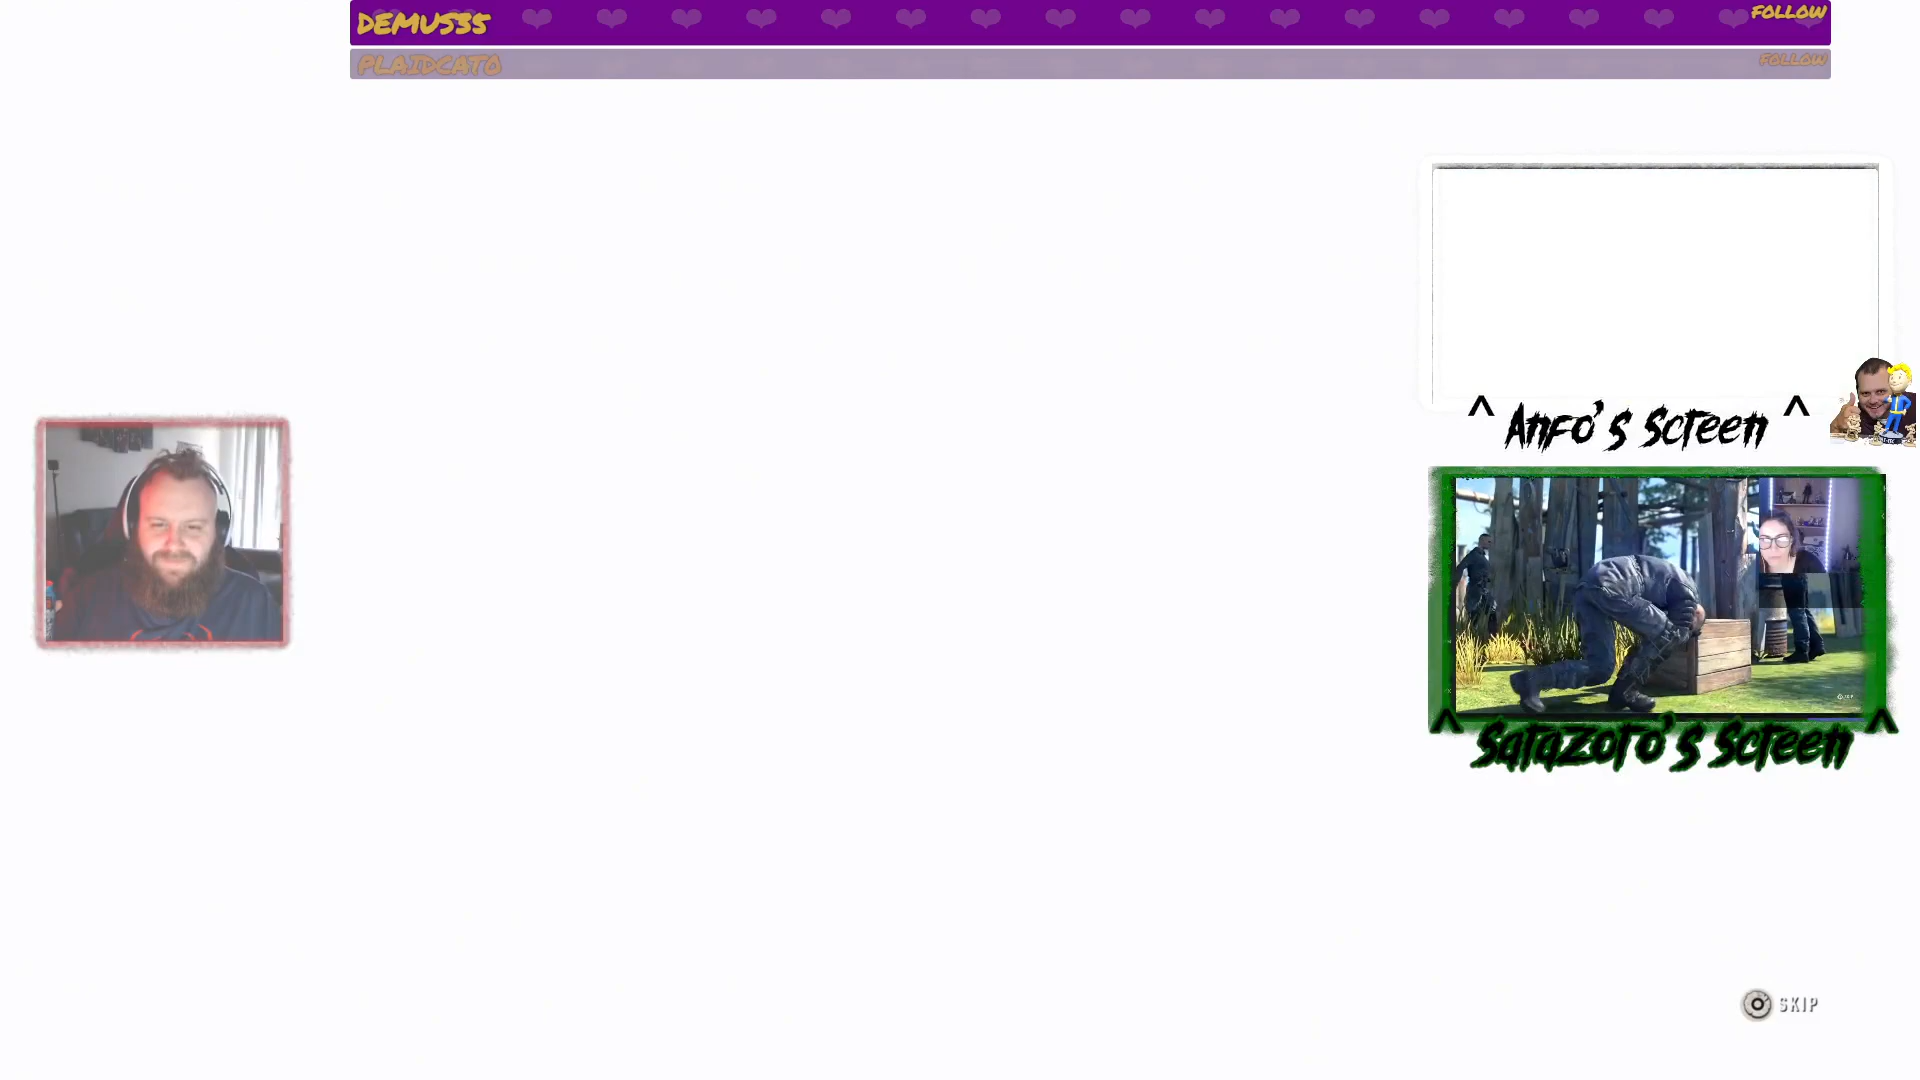 DEMUS35 FOLLOW
PLAIDCATO FOLLOW
^ Anfo's Screen ^
^ Sarazoro's Screen ^
SKIP